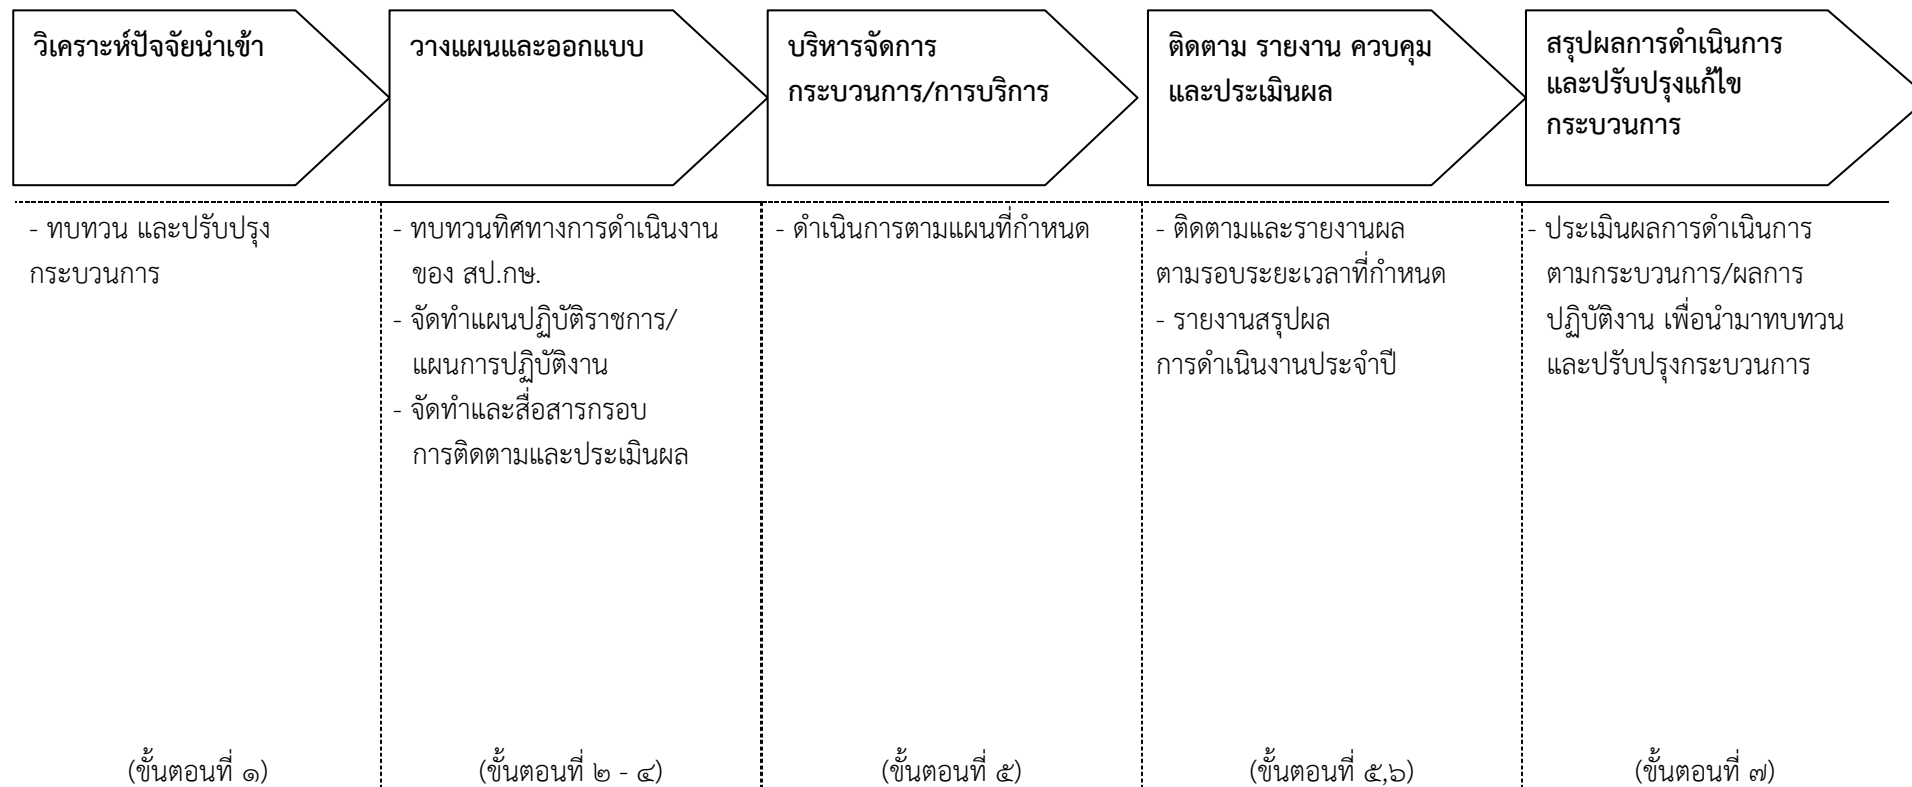 วิเคราะห์ปัจจัยนำเข้า
วางแผนและออกแบบ
บริหารจัดการ
กระบวนการ/การบริการ
ติดตาม รายงาน ควบคุม
และประเมินผล
สรุปผลการดำเนินการ
และปรับปรุงแก้ไข
กระบวนการ
- ทบทวน และปรับปรุง
กระบวนการ
- ทบทวนทิศทางการดำเนินงาน
ของ สป.กษ.
- จัดทำแผนปฏิบัติราชการ/
แผนการปฏิบัติงาน
- จัดทำและสื่อสารกรอบ
การติดตามและประเมินผล
- ดำเนินการตามแผนที่กำหนด
- ติดตามและรายงานผล
ตามรอบระยะเวลาที่กำหนด
- รายงานสรุปผล
การดำเนินงานประจำปี
- ประเมินผลการดำเนินการ
ตามกระบวนการ/ผลการ
ปฏิบัติงาน เพื่อนำมาทบทวน
และปรับปรุงกระบวนการ
(ขั้นตอนที่ ๑)
(ขั้นตอนที่ ๒ - ๔)
(ขั้นตอนที่ ๕)
(ขั้นตอนที่ ๕,๖)
(ขั้นตอนที่ ๗)